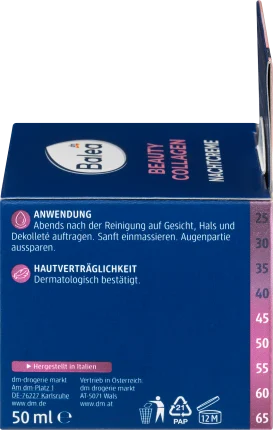 Balea
BEAUTY
COLLAGEN
NACHTCREME
ANWENDUNG
Abends nach der Reinigung auf Gesicht, Hals und
Dekolleté auftragen. Sanft einmassieren. Augenpartie
aussparen.
HAUTVERTRÄGLICHKEIT
Dermatologisch bestätigt.
25
30
35
40
45
50
55
60
65
Hergestellt in Italien
dm-drogerie markt
Am dm-Platz 1
DE-76227 Karlsruhe
www.dm.de
Vertrieb in Österreich:
dm drogerie markt
AT-5071 Wals
www.dm.at
50 ml e
21
PAP
12 M